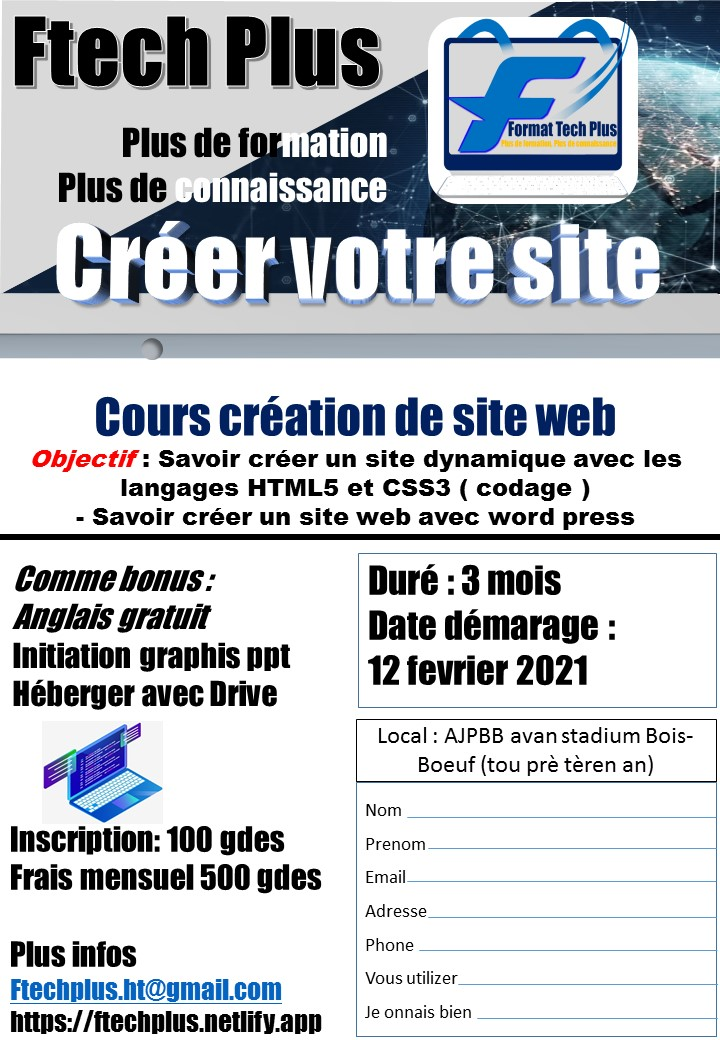 Ftech Plus
Plus de formation
Plus de connaissance
Format Tech Plus
Plus de formation, Plus de connaissance
Créer votre site
Cours création de site web
Objectif : Savoir créer un site dynamique avec les
langages HTML5 et CSS3 ( codage )
- Savoir créer un site web avec word press
Comme bonus :
Anglais gratuit
Initiation graphis ppt
Héberger avec Drive
Inscription: 100 gdes
Frais mensuel 500 gdes
Plus infos
Ftechplus.ht@gmail.com
https://ftechplus.netlify.app
Duré : 3 mois
Date démarage :
12 fevrier 2021
Local : AJPBB avan stadium Bois-
Boeuf (tou prè tèren an)
Nom
Prenom
Email
Adresse
Phone
Vous utilizer
Je onnais bien